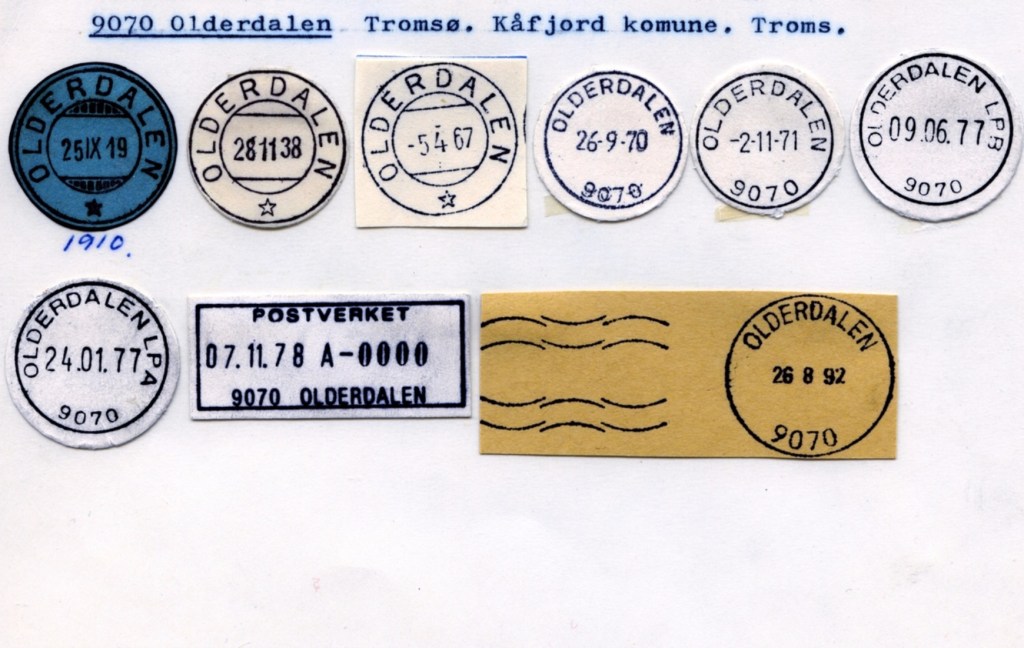 9070 Olderdalen Tromsø. Kåfjord komune. Troms.
OLDERDALEN
25 IX 19
1910.
OLDERDALEN
28 11 38
OLDERDALEN
-5 4 67
OLDERDALEN
26-9-70
9070
OLDERDALEN
-2-11-71
9070
OLDERDALEN LPB
09.06.77
9070
OLDERDALEN LPA
24.01.77
9070
POSTVERKET
07.11.78 A-0000
9070 OLDERDALEN
OLDERDALEN
26 8 92
9070